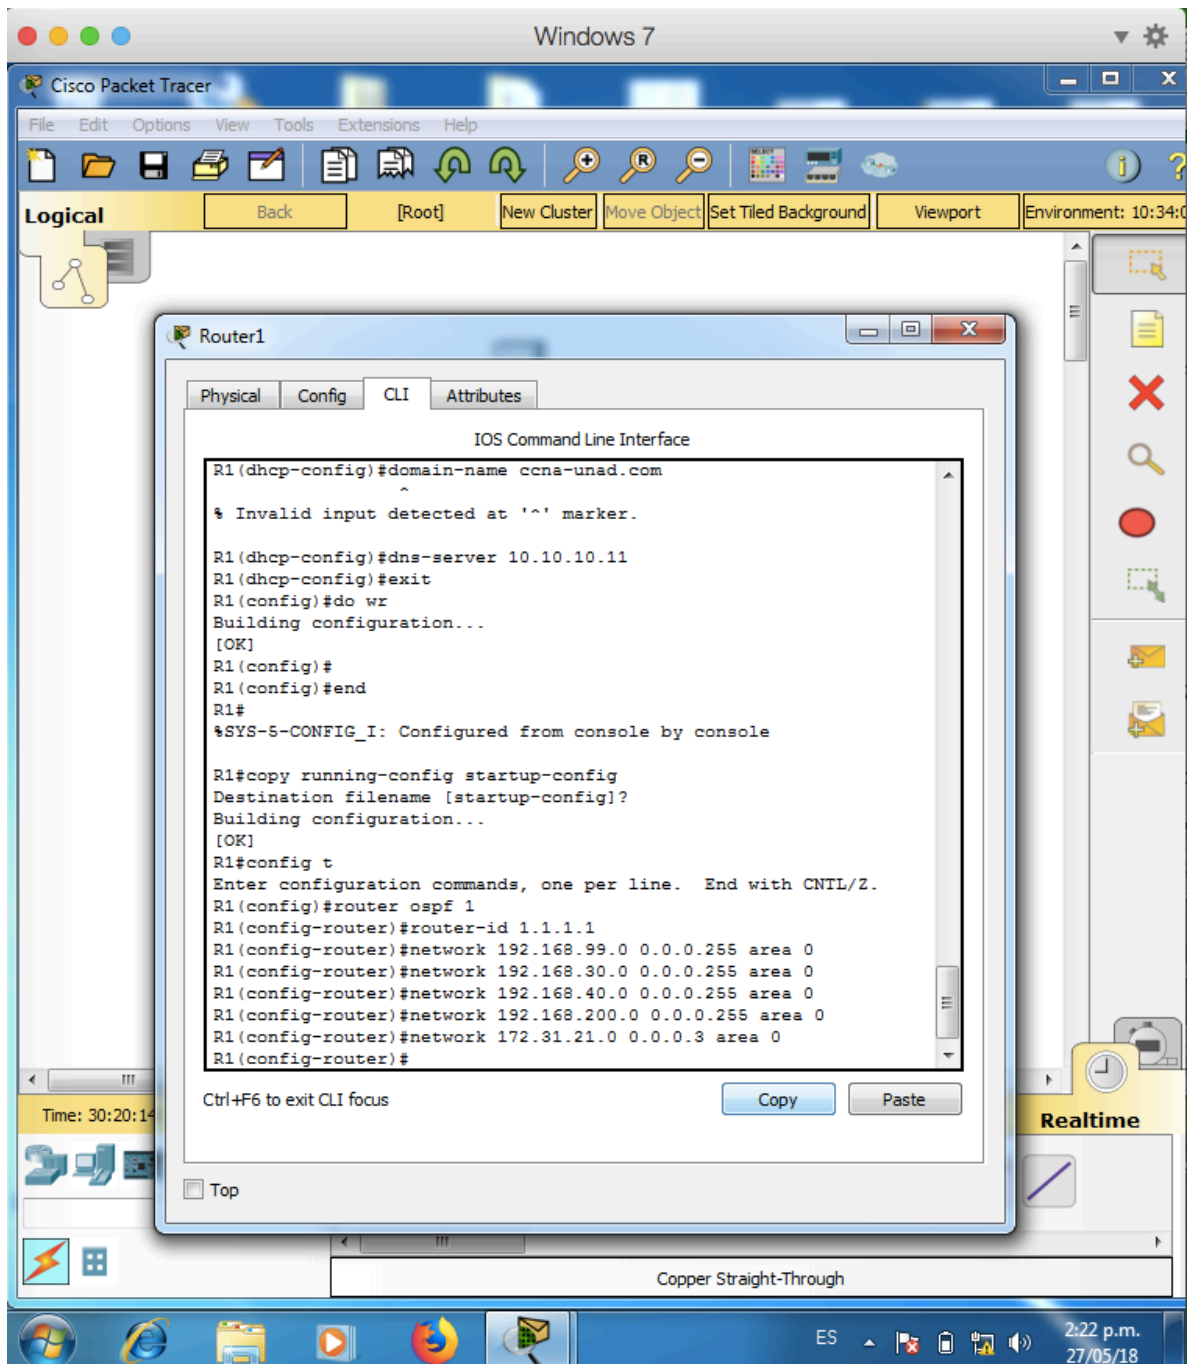 Windows 7
Cisco Packet Tracer
File Edit Options View Tools Extensions Help
Logical Back [Root] New Cluster Move Object Set Tiled Background Viewport Environment: 10:34:0
Router1
Physical Config CLI Attributes
IOS Command Line Interface
R1(dhcp-config)#domain-name ccna-unad.com
^
% Invalid input detected at '^' marker.
R1(dhcp-config)#dns-server 10.10.10.11
R1(dhcp-config)#exit
R1(config)#do wr
Building configuration...
[OK]
R1(config)#
R1(config)#end
R1#
%SYS-5-CONFIG_I: Configured from console by console
R1#copy running-config startup-config
Destination filename [startup-config]?
Building configuration...
[OK]
R1#config t
Enter configuration commands, one per line.  End with CNTL/Z.
R1(config)#router ospf 1
R1(config-router)#router-id 1.1.1.1
R1(config-router)#network 192.168.99.0 0.0.0.255 area 0
R1(config-router)#network 192.168.30.0 0.0.0.255 area 0
R1(config-router)#network 192.168.40.0 0.0.0.255 area 0
R1(config-router)#network 192.168.200.0 0.0.0.255 area 0
R1(config-router)#network 172.31.21.0 0.0.0.3 area 0
R1(config-router)#
Ctrl+F6 to exit CLI focus Copy Paste
Time: 30:20:14 Realtime
Top
Copper Straight-Through
ES 2:22 p.m.
27/05/18